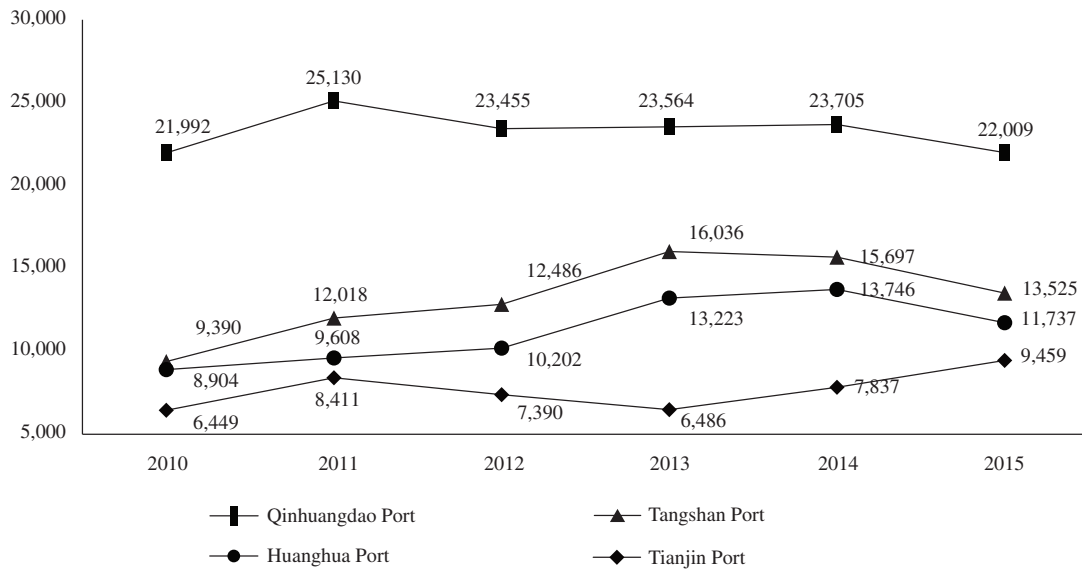 30,000
25,130
25,000
23,455 23,564 23,705
21,992 22,009
20,000
16,036
15,697
15,000
12,486 13,746 13,525
12,018
13,223 11,737
9,390 9,608
10,000
10,202 9,459
8,904
8,411 7,390 7,837
6,449 6,486
5,000
2010 2011 2012 2013 2014 2015
Qinhuangdao Port Tangshan Port
Huanghua Port Tianjin Port